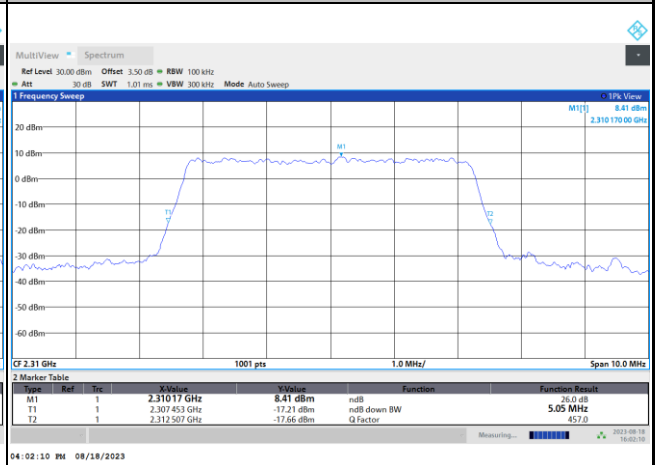 MultiView Spectrum
Ref Level 30.00 dBm Offset 3.50 dB RBW 100 kHz
Att 30 dB SWT 1.01 ms VBW 300 kHz Mode Auto Sweep
1 Frequency Sweep 1Pk View
M1[1] 8.41 dBm
2.310 170 00 GHz
20 dBm
M1
10 dBm
0 dBm
-10 dBm
T1 T2
-20 dBm
-30 dBm
-40 dBm
-50 dBm
-60 dBm
CF 2.31 GHz 1001 pts 1.0 MHz/ Span 10.0 MHz
2 Marker Table
Type Ref Trc X-Value Y-Value Function Function Result
M1 1 2.31017 GHz 8.41 dBm ndB 26.0 dB
T1 1 2.307 453 GHz -17.21 dBm ndB down BW 5.05 MHz
T2 1 2.312 507 GHz -17.66 dBm Q Factor 457.0
Measuring... 2023-08-18
16:02:10
04:02:10 PM 08/18/2023